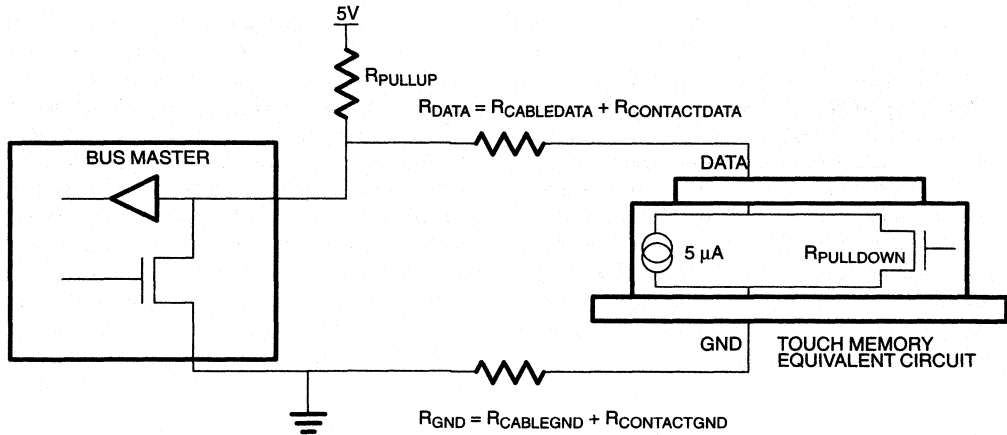 5V
RPULLUP
RDATA = RCABLEDATA + RCONTACTDATA
BUS MASTER
DATA
5 µA
RPULLDOWN
GND
TOUCH MEMORY
EQUIVALENT CIRCUIT
RGND = RCABLEGND + RCONTACTGND